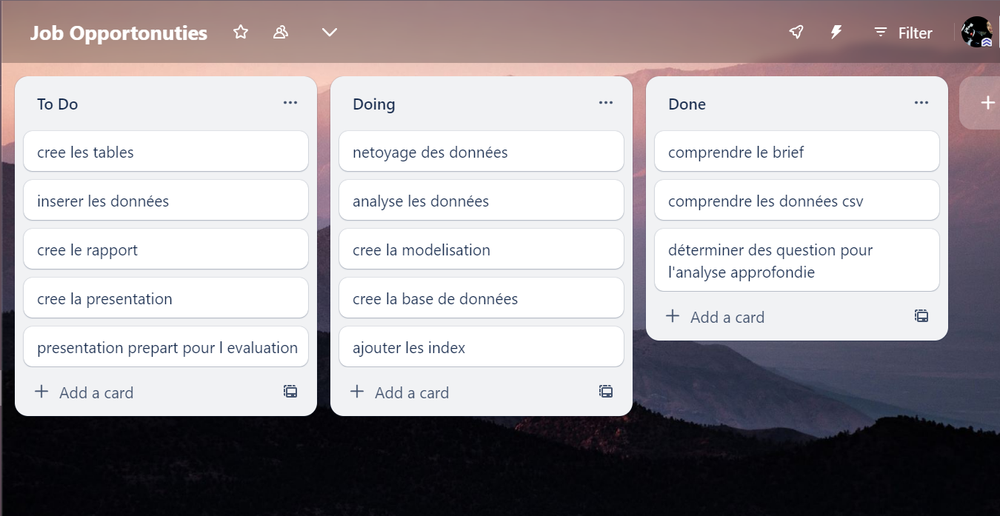 Job Opportonuties
Filter
To Do
cree les tables
inserer les données
cree le rapport
cree la presentation
presentation prepart pour l evaluation
Add a card
Doing
netoyage des données
analyse les données
cree la modelisation
cree la base de données
ajouter les index
Add a card
Done
comprendre le brief
comprendre les données csv
déterminer des question pour
l'analyse approfondie
Add a card